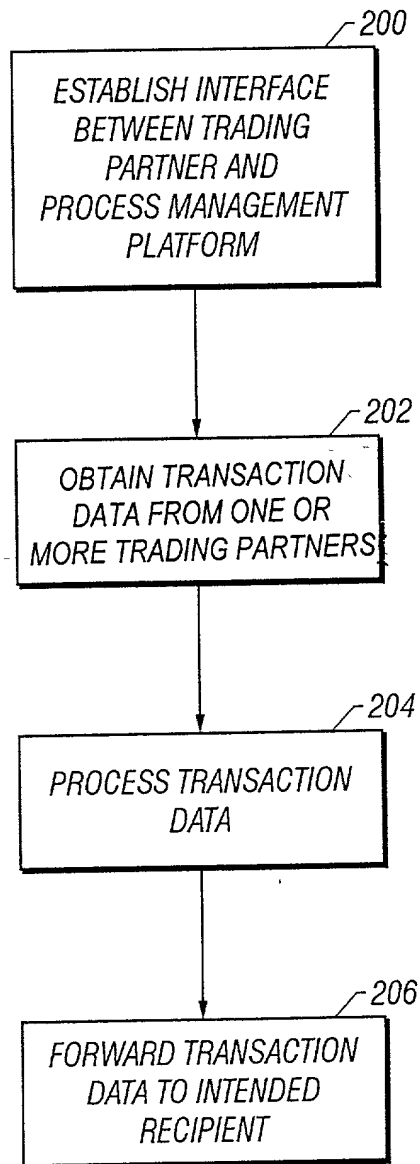 200
ESTABLISH INTERFACE
BETWEEN TRADING
PARTNER AND
PROCESS MANAGEMENT
PLATFORM
202
OBTAIN TRANSACTION
DATA FROM ONE OR
MORE TRADING PARTNERS
204
PROCESS TRANSACTION
DATA
206
FORWARD TRANSACTION
DATA TO INTENDED
RECIPIENT